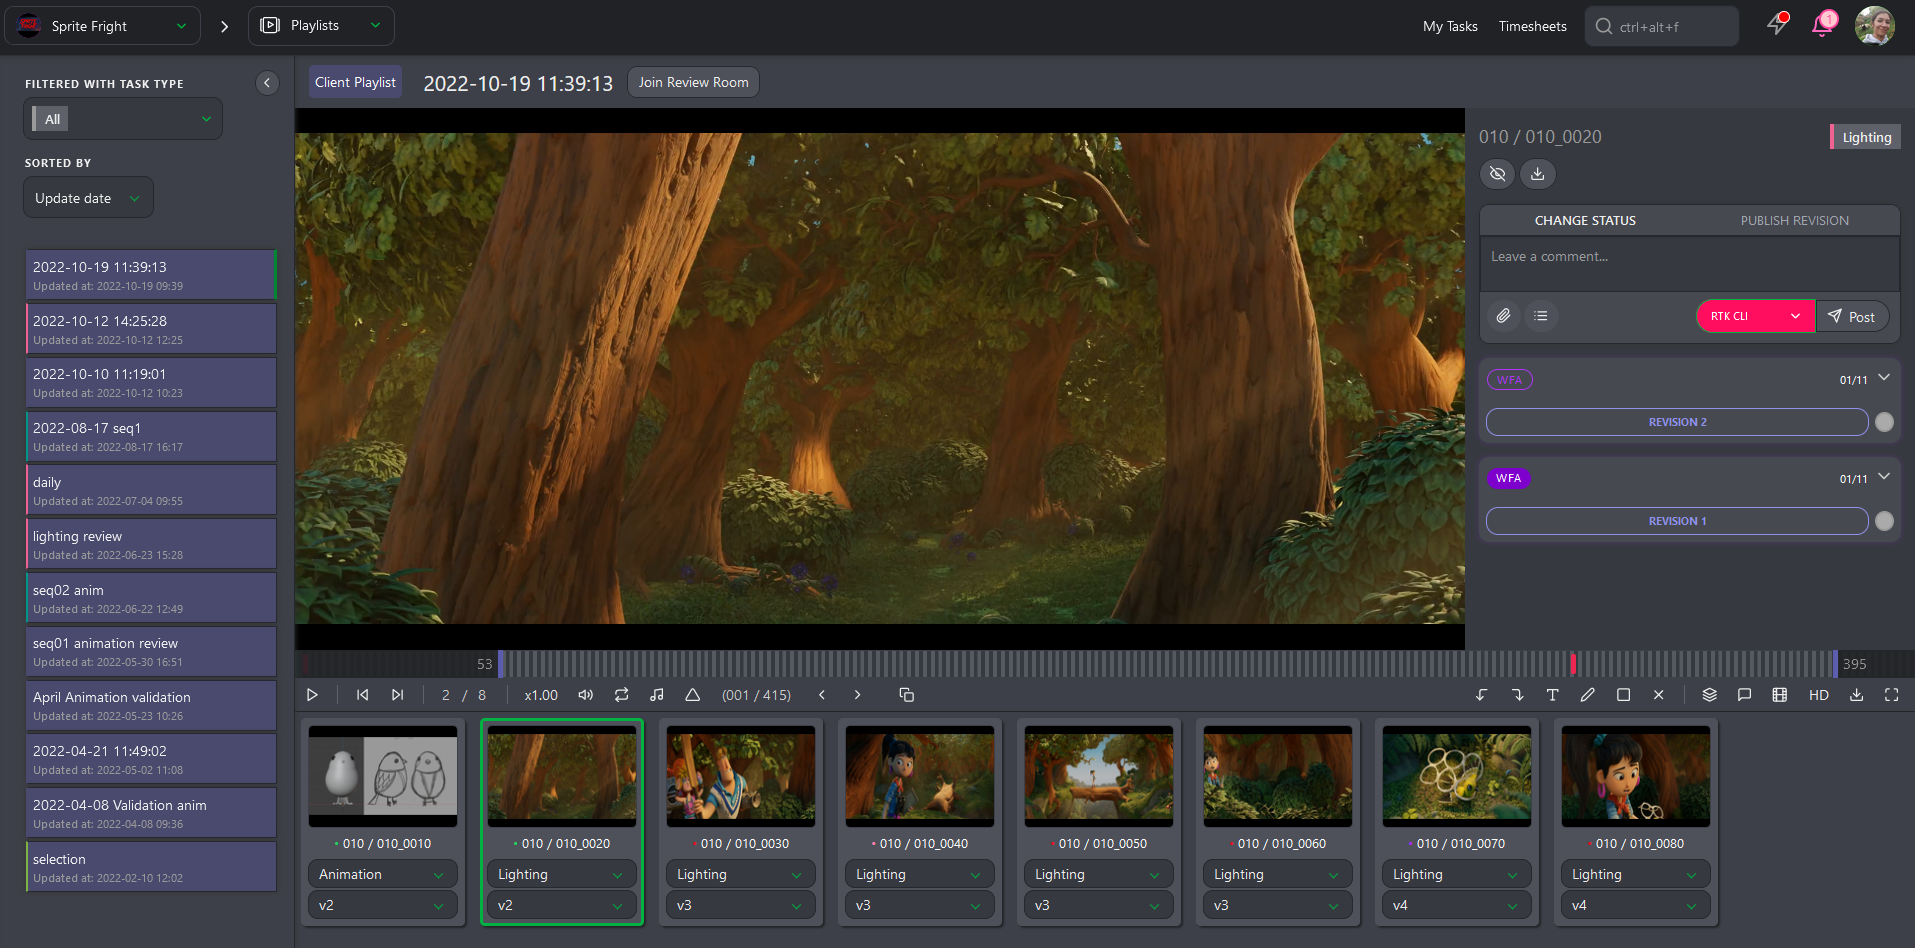 Sprite Fright
Playlists
My Tasks
Timesheets
ctrl+alt+f
1
FILTERED WITH TASK TYPE
All
SORTED BY
Update date
2022-10-19 11:39:13
Updated at: 2022-10-19 09:39
2022-10-12 14:25:28
Updated at: 2022-10-12 12:25
2022-10-10 11:19:01
Updated at: 2022-10-12 10:23
2022-08-17 seq1
Updated at: 2022-08-17 16:17
daily
Updated at: 2022-07-04 09:55
lighting review
Updated at: 2022-06-23 15:28
seq02 anim
Updated at: 2022-06-22 12:49
seq01 animation review
Updated at: 2022-05-30 16:51
April Animation validation
Updated at: 2022-05-23 10:26
2022-04-21 11:49:02
Updated at: 2022-05-02 11:08
2022-04-08 Validation anim
Updated at: 2022-04-08 09:36
selection
Updated at: 2022-02-10 12:02
Client Playlist
2022-10-19 11:39:13
Join Review Room
010 / 010_0020
Lighting
CHANGE STATUS
PUBLISH REVISION
Leave a comment...
RTK CLI
Post
WFA
01/11
REVISION 2
WFA
01/11
REVISION 1
53
395
2 / 8
x1.00
(001 / 415)
HD
010 / 010_0010
Animation
v2
010 / 010_0020
Lighting
v2
010 / 010_0030
Lighting
v3
010 / 010_0040
Lighting
v3
010 / 010_0050
Lighting
v3
010 / 010_0060
Lighting
v3
010 / 010_0070
Lighting
v4
010 / 010_0080
Lighting
v4